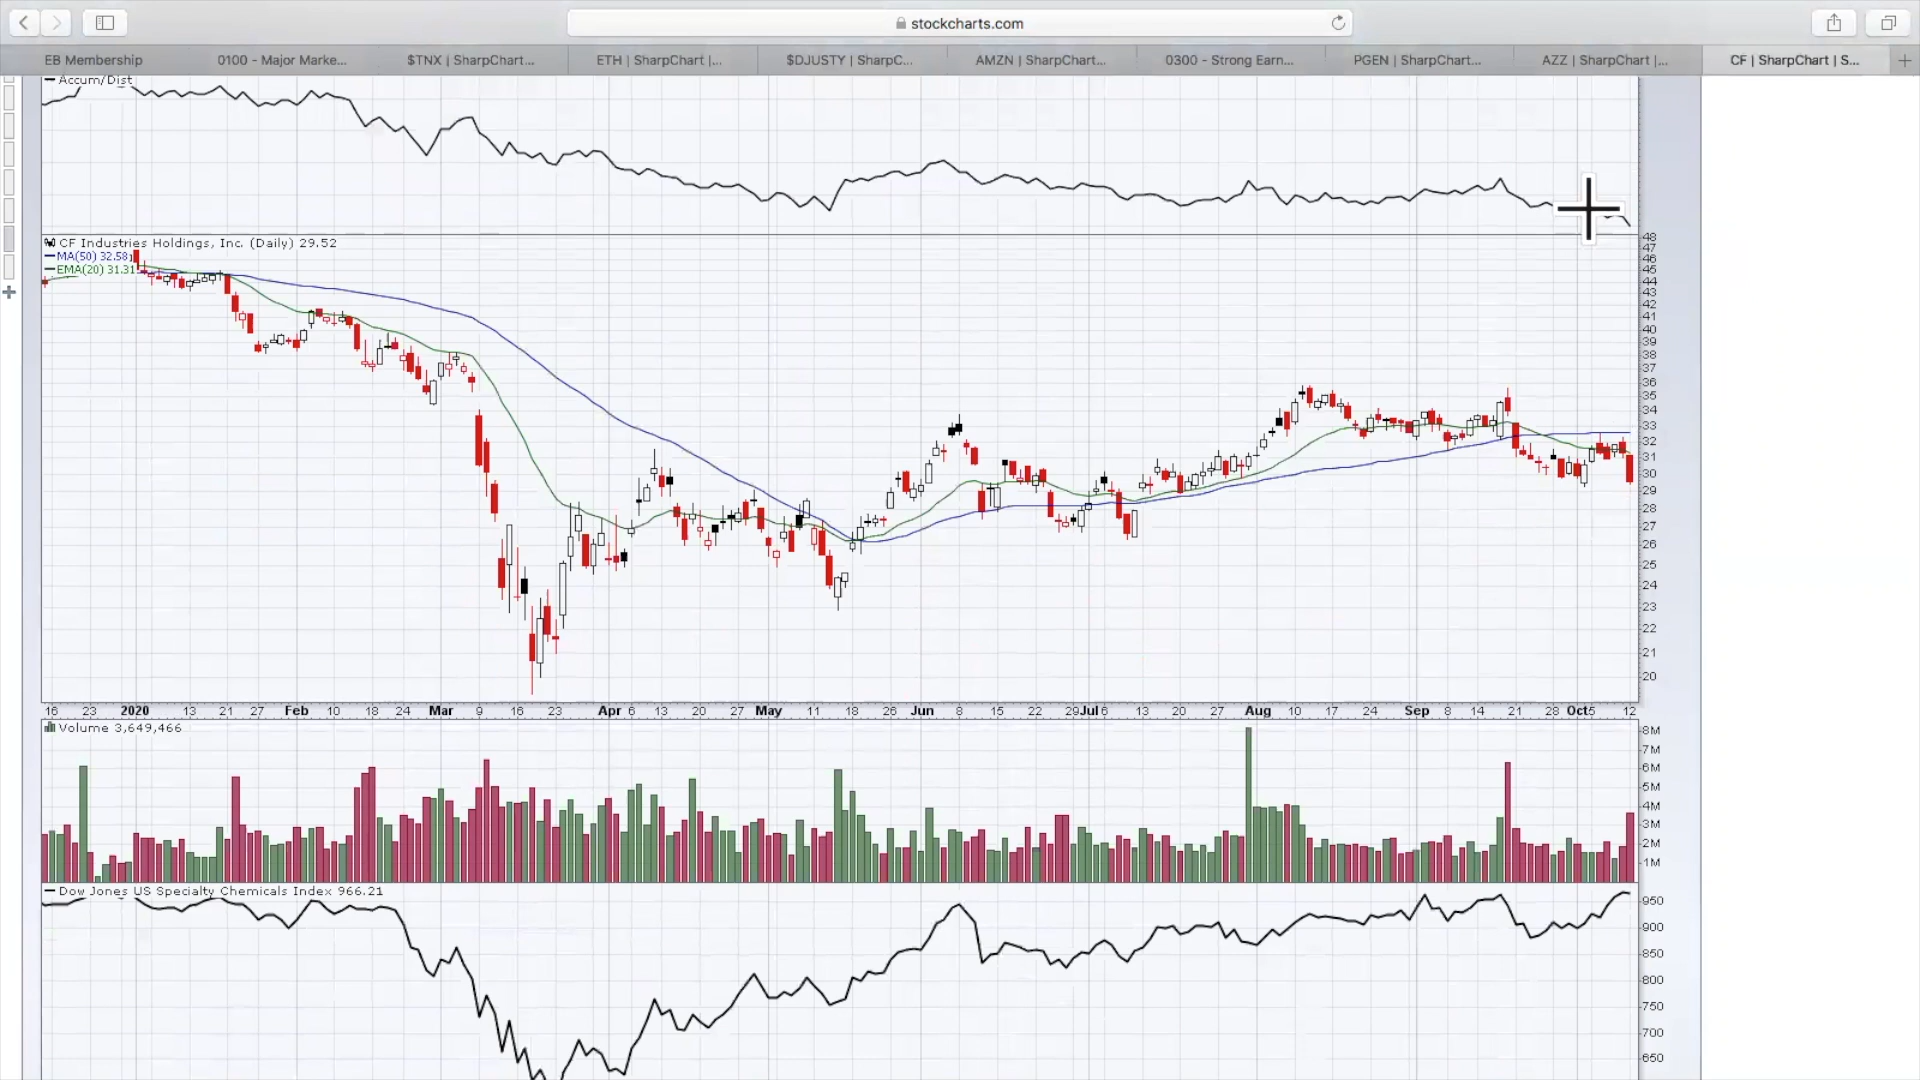 stockcharts.com
EB Membership
0100 - Major Marke...
$TNX | SharpChart...
ETH | SharpChart |...
$DJUSTY | SharpC...
AMZN | SharpChart...
0300 - Strong Earn...
PGEN | SharpChart...
AZZ | SharpChart |...
CF | SharpChart | S...
Accum/Dist
CF Industries Holdings, Inc. (Daily) 29.52
MA(50) 32.58
EMA(20) 31.31
48
47
46
45
44
43
42
41
40
39
38
37
36
35
34
33
32
31
30
29
28
27
26
25
24
23
22
21
20
16 23 2020 13 21 27 Feb 10 18 24 Mar 9 16 23 Apr 6 13 20 27 May 11 18 26 Jun 8 15 22 29 Jul 6 13 20 27 Aug 10 17 24 Sep 8 14 21 28 Oct 5 12
Volume 3,649,466
8M
7M
6M
5M
4M
3M
2M
1M
Dow Jones US Specialty Chemicals Index 966.21
950
900
850
800
750
700
650